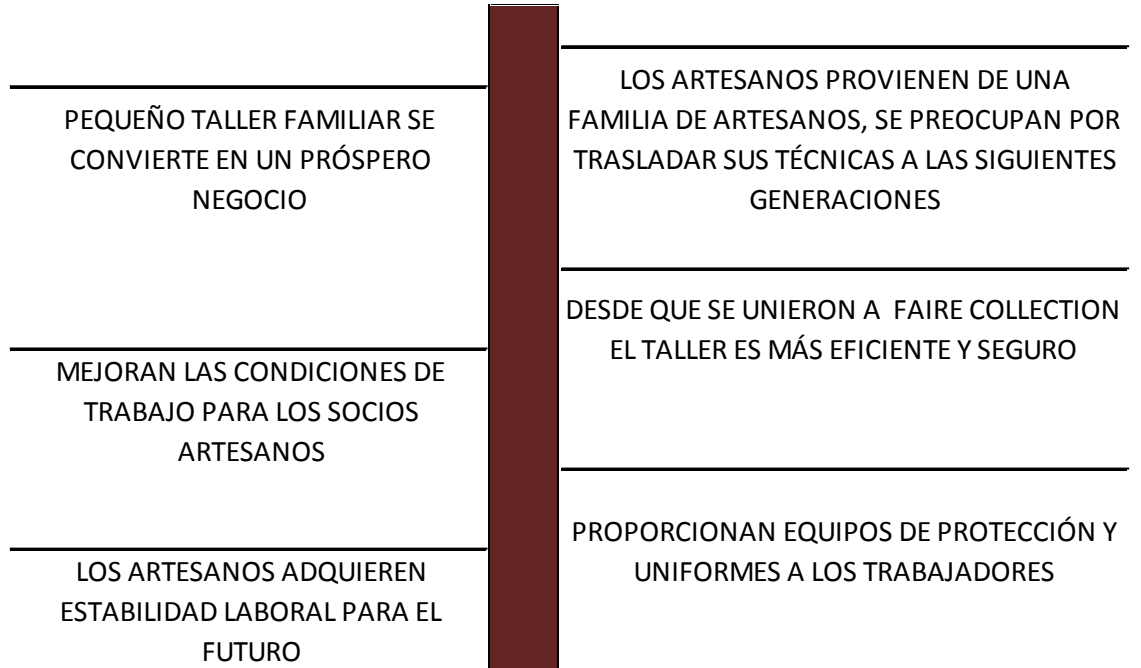 PEQUEÑO TALLER FAMILIAR SE
CONVIERTE EN UN PRÓSPERO
NEGOCIO
MEJORAN LAS CONDICIONES DE
TRABAJO PARA LOS SOCIOS
ARTESANOS
LOS ARTESANOS ADQUIEREN
ESTABILIDAD LABORAL PARA EL
FUTURO
LOS ARTESANOS PROVIENEN DE UNA
FAMILIA DE ARTESANOS, SE PREOCUPAN POR
TRASLADAR SUS TÉCNICAS A LAS SIGUIENTES
GENERACIONES
DESDE QUE SE UNIERON A FAIRE COLLECTION
EL TALLER ES MÁS EFICIENTE Y SEGURO
PROPORCIONAN EQUIPOS DE PROTECCIÓN Y
UNIFORMES A LOS TRABAJADORES